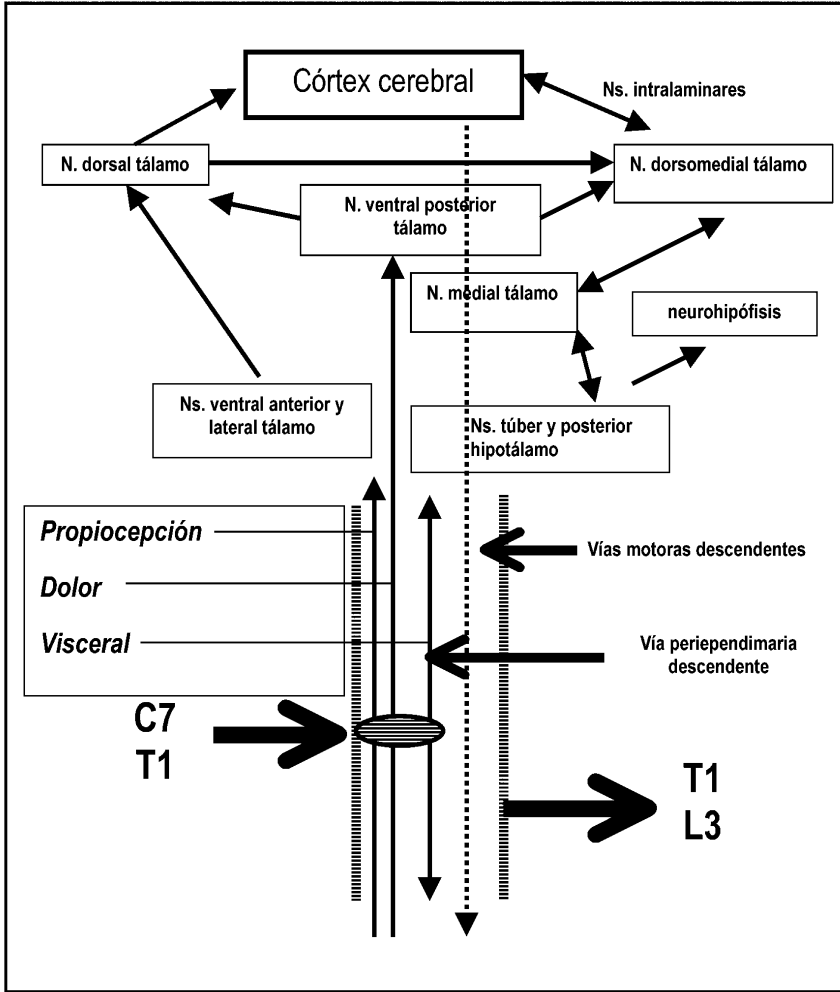 Córtex cerebral
Ns. intralaminares
N. dorsal tálamo
N. dorsomedial tálamo
N. ventral posterior
tálamo
N. medial tálamo
neurohipófisis
Ns. ventral anterior y
lateral tálamo
Ns. túber y posterior
hipotálamo
Propiocepción
Dolor
Visceral
Vías motoras descendentes
Vía periependimaria
descendente
C7
T1
T1
L3